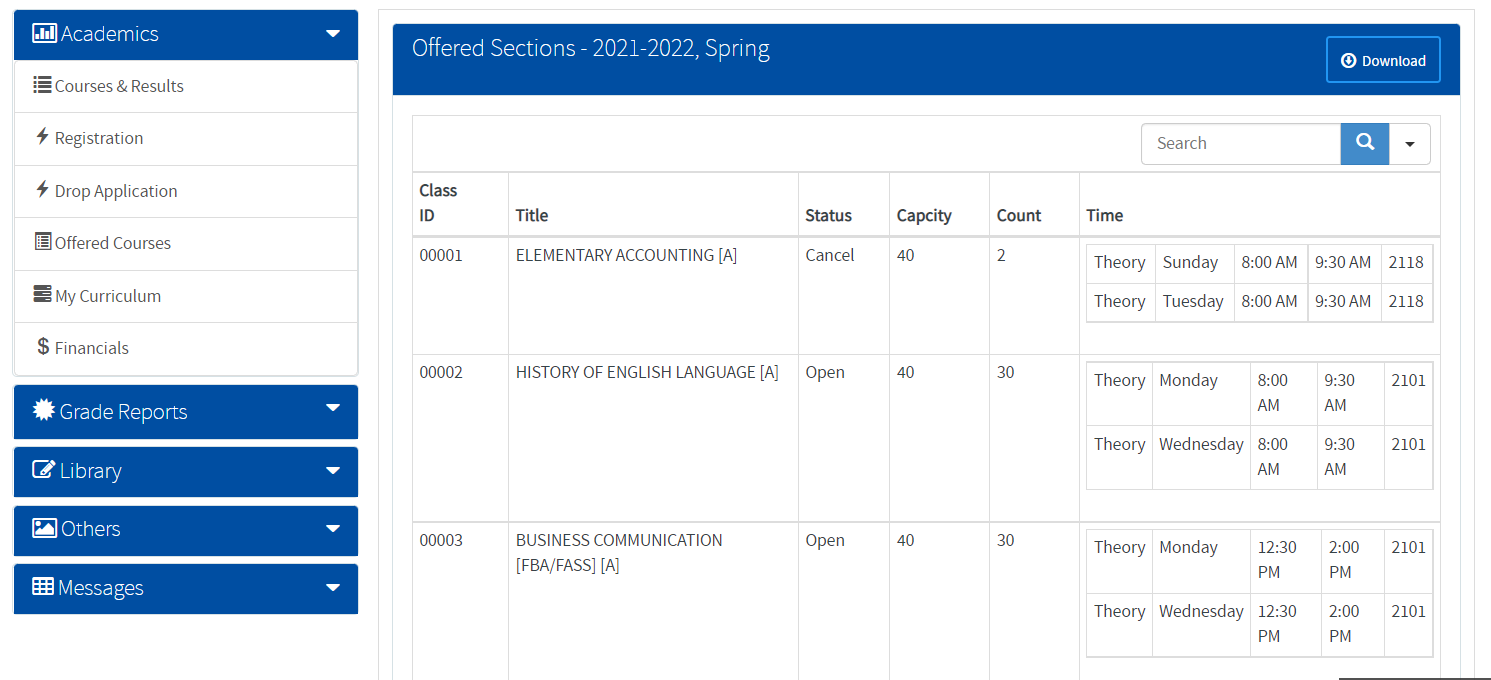 Academics
Courses & Results
Registration
Drop Application
Offered Courses
My Curriculum
Financials
Grade Reports
Library
Others
Messages
Offered Sections - 2021-2022, Spring
Download
Search
Class
ID Title Status Capcity Count Time
00001 ELEMENTARY ACCOUNTING [A] Cancel 40 2
Theory Sunday 8:00 AM 9:30 AM 2118
Theory Tuesday 8:00 AM 9:30 AM 2118
00002 HISTORY OF ENGLISH LANGUAGE [A] Open 40 30
Theory Monday 8:00 9:30 2101
AM AM
Theory Wednesday 8:00 9:30 2101
AM AM
00003 BUSINESS COMMUNICATION Open 40 30
[FBA/FASS] [A]
Theory Monday 12:30 2:00 2101
PM PM
Theory Wednesday 12:30 2:00 2101
PM PM